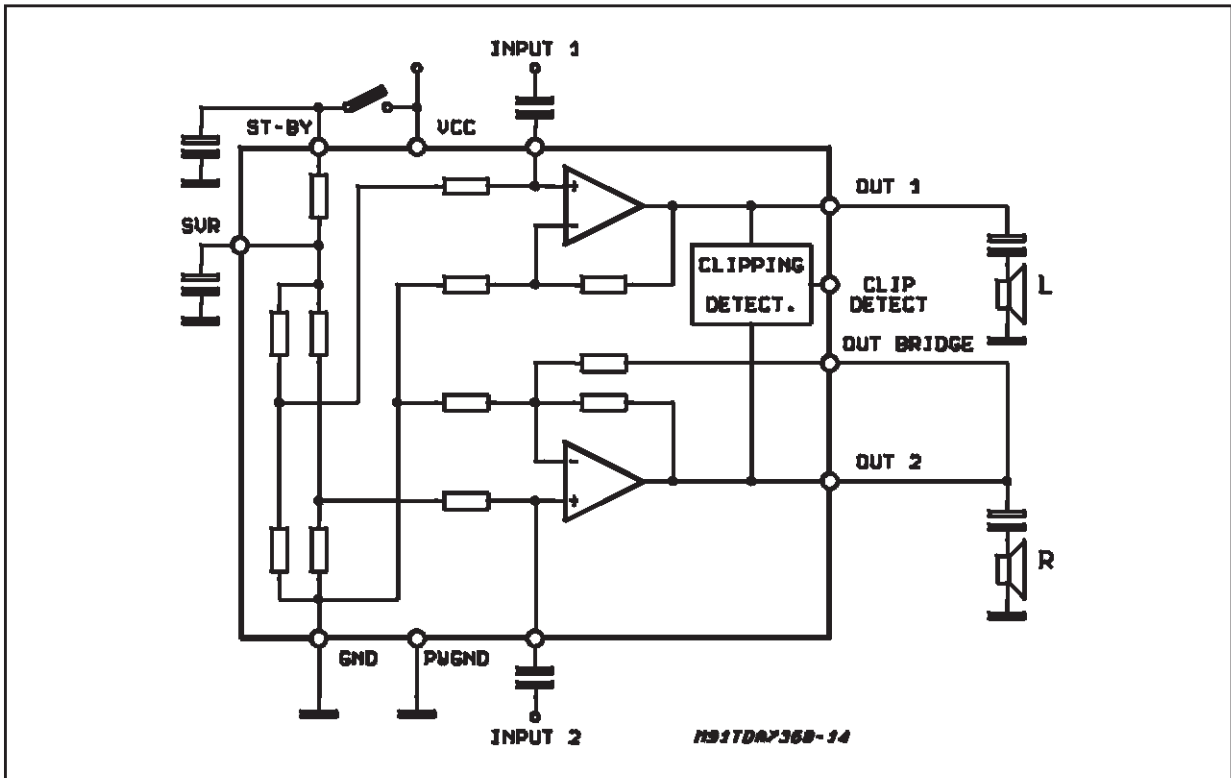 INPUT 1
ST-BY
VCC
OUT 1
SVR
CLIPPING
DETECT.
CLIP
DETECT
L
OUT BRIDGE
OUT 2
R
GND
PWGND
INPUT 2
M91TDA7360-14